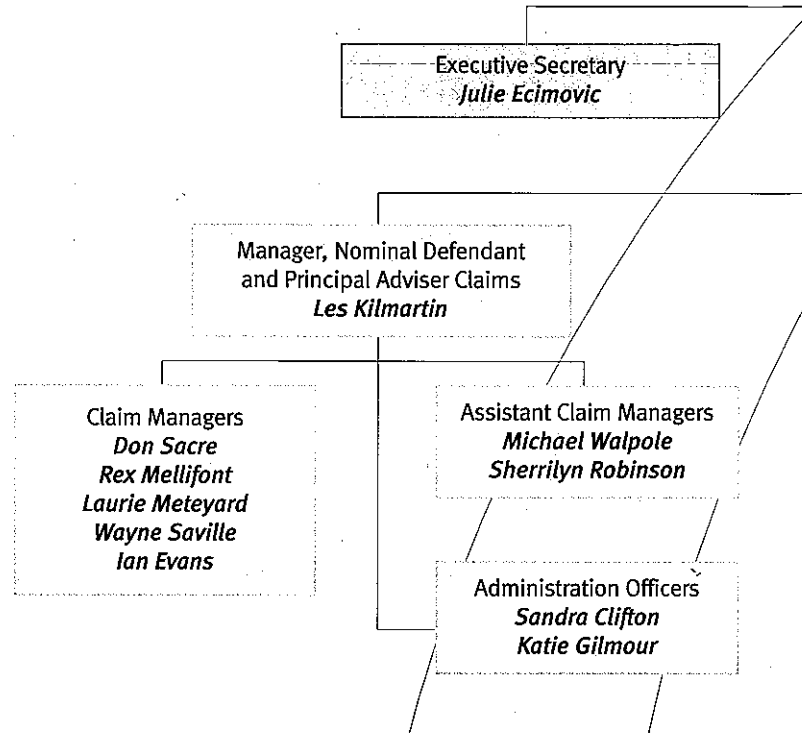 Executive Secretary
Julie Ecimovic
Manager, Nominal Defendant
and Principal Adviser Claims
Les Kilmartin
Claim Managers
Don Sacre
Rex Mellifont
Laurie Meteyard
Wayne Saville
Ian Evans
Assistant Claim Managers
Michael Walpole
Sherrilyn Robinson
Administration Officers
Sandra Clifton
Katie Gilmour